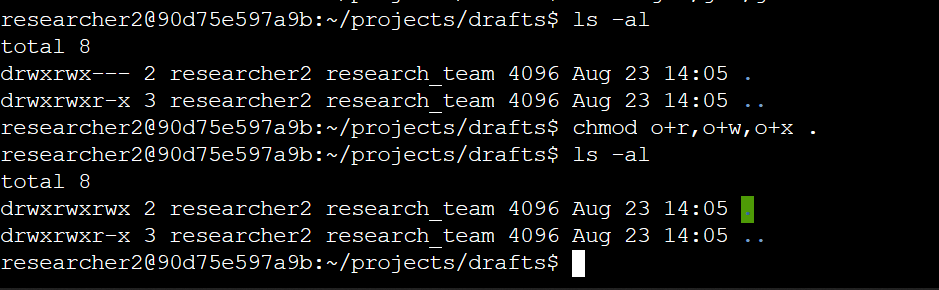 researcher2@90d75e597a9b:~/projects/drafts$ ls -al
total 8
drwxrwx--- 2 researcher2 research_team 4096 Aug 23 14:05 .
drwxrwxr-x 3 researcher2 research_team 4096 Aug 23 14:05 ..
researcher2@90d75e597a9b:~/projects/drafts$ chmod o+r,o+w,o+x .
researcher2@90d75e597a9b:~/projects/drafts$ ls -al
total 8
drwxrwxrwx 2 researcher2 research_team 4096 Aug 23 14:05 .
drwxrwxr-x 3 researcher2 research_team 4096 Aug 23 14:05 ..
researcher2@90d75e597a9b:~/projects/drafts$